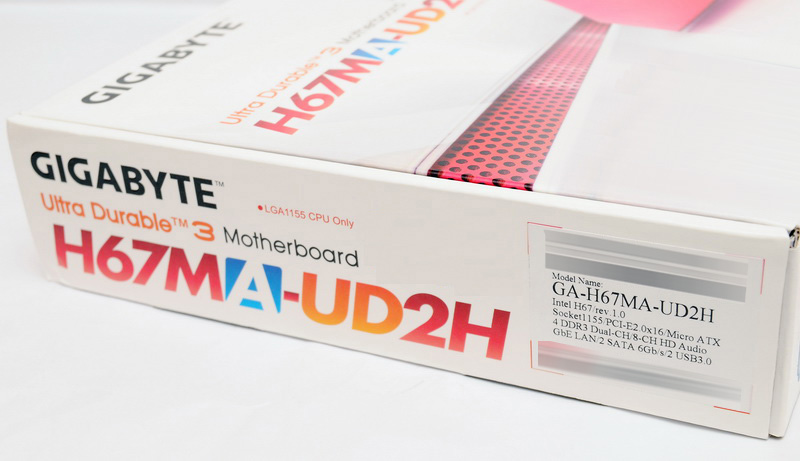 GIGABYTE
Ultra Durable™ 3 Motherboard
H67MA-UD2
GIGABYTE™
Ultra Durable™ 3 Motherboard
•LGA1155 CPU Only
H67MA-UD2H
Model Name:
GA-H67MA-UD2H
Intel H67/rev.1.0
Socket1155/PCI-E2.0x16/Micro ATX
4 DDR3 Dual-CH/8-CH HD Audio
GbE LAN/2 SATA 6Gb/s/2 USB3.0